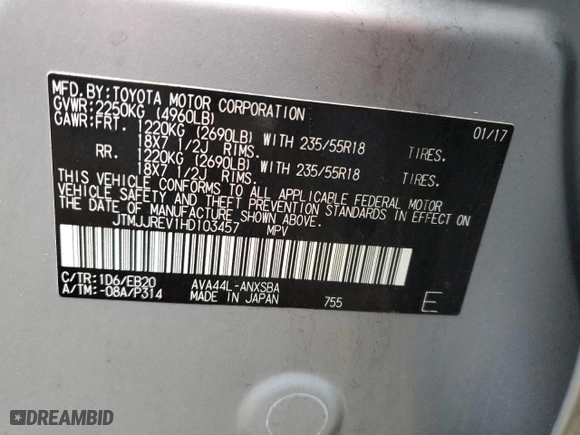 MFD. BY: TOYOTA MOTOR CORPORATION 01/17
GVWR: 2250KG (4960LB)
GAWR: FRT. 1220KG (2690LB) WITH 235/55R18 TIRES.
18X7 1/2J RIMS.
RR. 1220KG (2690LB) WITH 235/55R18 TIRES.
18X7 1/2J RIMS.
THIS VEHICLE CONFORMS TO ALL APPLICABLE FEDERAL MOTOR
VEHICLE SAFETY AND THEFT PREVENTION STANDARDS IN EFFECT ON
THE DATE OF MANUFACTURE SHOWN ABOVE.
JTMJJREV1HD103457 MPV
C/TR: 1D6/EB20 AVA44L-ANXSBA
A/TM: -08A/P314 MADE IN JAPAN 755 E
DREAMBID